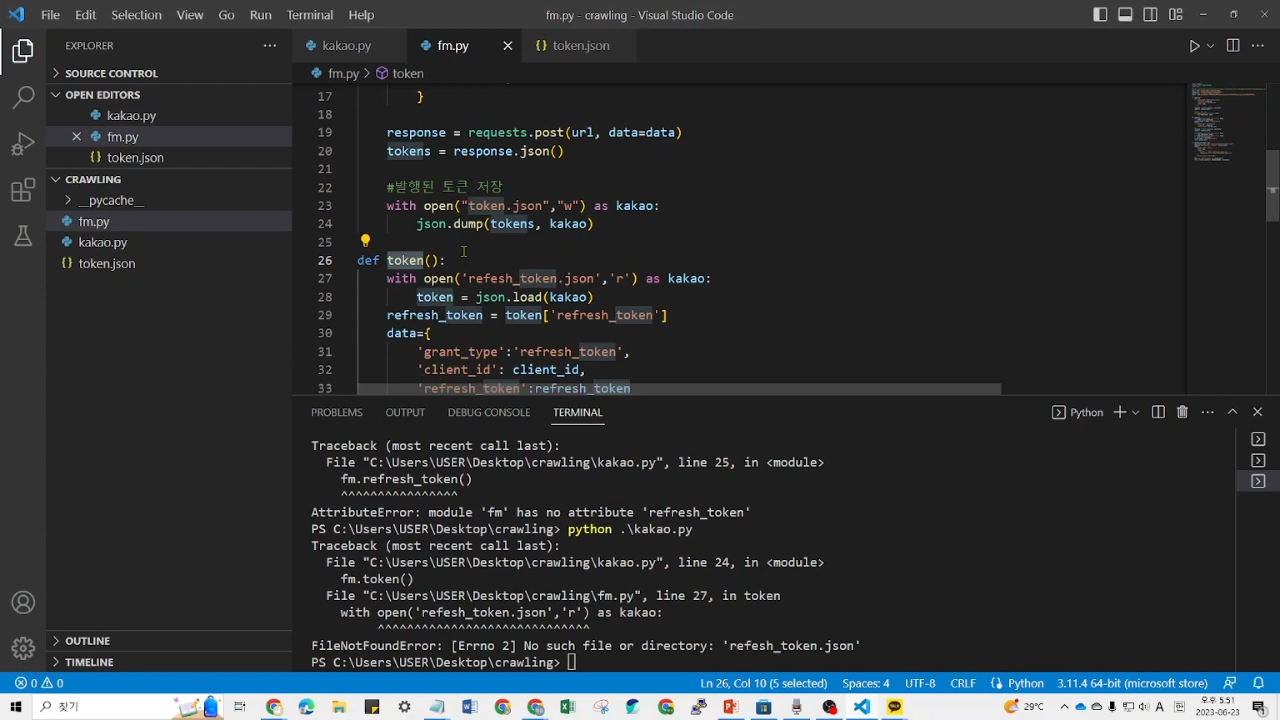 File Edit Selection View Go Run Terminal Help
fm.py - crawling - Visual Studio Code
EXPLORER
kakao.py
fm.py
token.json
SOURCE CONTROL
fm.py > token
OPEN EDITORS
kakao.py
fm.py
token.json
CRAWLING
__pycache__
fm.py
kakao.py
token.json
OUTLINE
TIMELINE
17 }
18
19 response = requests.post(url, data=data)
20 tokens = response.json()
21
22 #발행된 토큰 저장
23 with open("token.json","w") as kakao:
24 json.dump(tokens, kakao)
25
26 def token():
27 with open('refesh_token.json','r') as kakao:
28 token = json.load(kakao)
29 refresh_token = token['refresh_token']
30 data={
31 'grant_type':'refresh_token',
32 'client_id': client_id,
33 'refresh_token':refresh_token
PROBLEMS OUTPUT DEBUG CONSOLE TERMINAL
Python
Traceback (most recent call last):
File "C:\Users\USER\Desktop\crawling\kakao.py", line 25, in <module>
fm.refresh_token()
^^^^^^^^^^^^^^^^
AttributeError: module 'fm' has no attribute 'refresh_token'
PS C:\Users\USER\Desktop\crawling> python .\kakao.py
Traceback (most recent call last):
File "C:\Users\USER\Desktop\crawling\kakao.py", line 24, in <module>
fm.token()
File "C:\Users\USER\Desktop\crawling\fm.py", line 27, in token
with open('refesh_token.json','r') as kakao:
^^^^^^^^^^^^^^^^^^^^^^^^^^^^^
FileNotFoundError: [Errno 2] No such file or directory: 'refesh_token.json'
PS C:\Users\USER\Desktop\crawling>
0 0
Ln 26, Col 10 (5 selected) Spaces: 4 UTF-8 CRLF Python 3.11.4 64-bit (microsoft store)
찾기
29°C
오후 5:51
2023-06-23